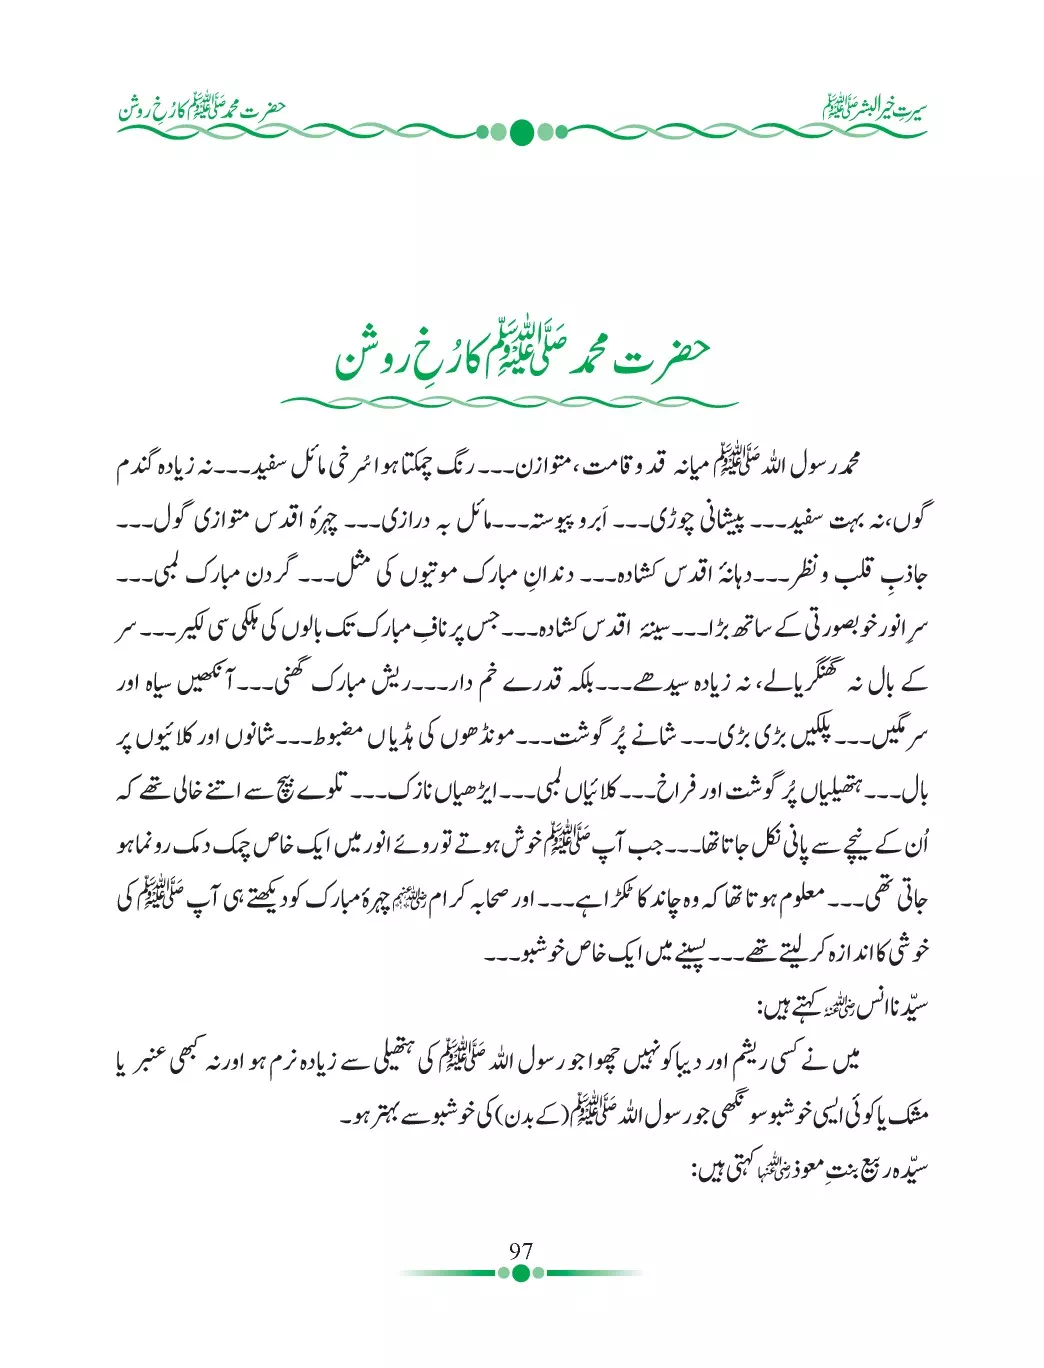 سیرتِ خیر البشر ﷺ
حضرت محمد ﷺ کا رُخِ روشن
حضرت محمد ﷺ کا رُخِ روشن
محمد رسول اللہ ﷺ میانہ قد و قامت ،متوازن۔۔۔ رنگ چمکتا ہوا سُرخی مائل سفید۔۔۔نہ زیادہ گندم
گوں،نہ بہت سفید۔۔۔ پیشانی چوڑی۔۔۔ اَبرو پیوستہ۔۔۔مائل بہ درازی۔۔۔ چہرۂ اقدس متوازی گول۔۔۔
جاذبِ قلب و نظر۔۔۔دہانۂ اقدس کشادہ۔۔۔ دندانِ مبارک موتیوں کی مثل۔۔۔ گردن مبارک لمبی۔۔۔
سرِ انور خوبصورتی کے ساتھ بڑا۔۔۔سینۂ اقدس کشادہ۔۔۔جس پر نافِ مبارک تک بالوں کی ہلکی سی لکیر۔۔۔ سر
کے بال نہ گھنگریالے، نہ زیادہ سیدھے۔۔۔بلکہ قدرے خم دار۔۔۔ریش مبارک گھنی۔۔۔آنکھیں سیاہ اور
سرمگیں۔۔۔ پلکیں بڑی بڑی۔۔۔ شانے پُر گوشت۔۔۔مونڈھوں کی ہڈیاں مضبوط۔۔۔شانوں اور کلائیوں پر
بال۔۔۔ہتھیلیاں پُر گوشت اور فراخ۔۔۔کلائیاں لمبی۔۔۔ایڑھیاں نازک۔۔۔ تلوے بیچ سے اتنے خالی تھے کہ
اُن کے نیچے سے پانی نکل جاتا تھا۔۔۔جب آپ ﷺ خوش ہوتے تو روئے انور میں ایک خاص چمک دمک رونما ہو
جاتی تھی۔۔۔ معلوم ہوتا تھا کہ وہ چاند کا ٹکڑا ہے۔۔۔ اور صحابہ کرام رضی اللہ عنہم چہرۂ مبارک کو دیکھتے ہی آپ ﷺ کی
خوشی کا اندازہ کر لیتے تھے۔۔۔پسینے میں ایک خاص خوشبو۔۔۔
سیّدنا انس رضی اللہ عنہ کہتے ہیں:
میں نے کسی ریشم اور دیبا کو نہیں چھوا جو رسول اللہ ﷺ کی ہتھیلی سے زیادہ نرم ہو اور نہ کبھی عنبر یا
مشک یا کوئی ایسی خوشبو سونگھی جو رسول اللہ ﷺ (کے بدن) کی خوشبو سے بہتر ہو۔
سیّدہ ربیع بنتِ معوذ رضی اللہ عنہا کہتی ہیں:
97